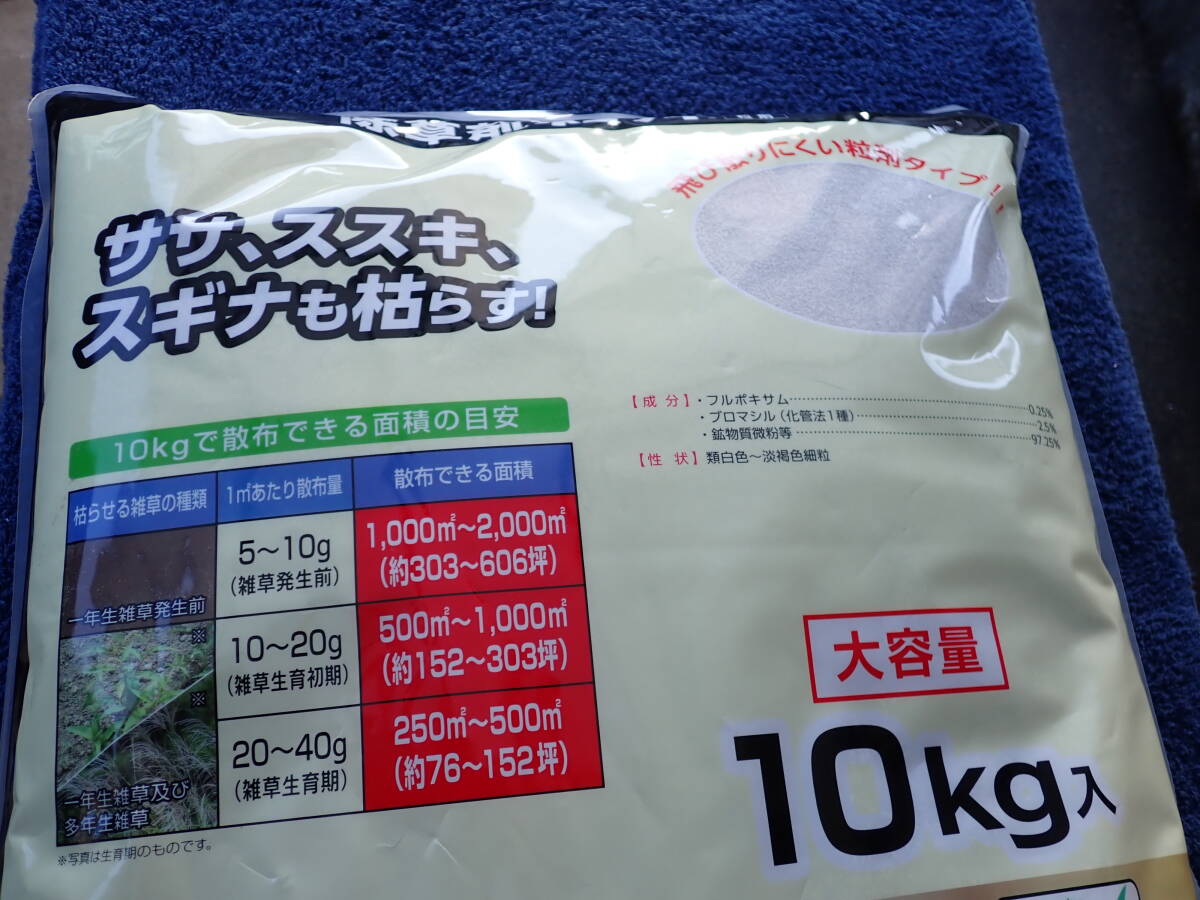 除草剤
飛び散りにくい粒剤タイプ！！
ササ、ススキ、
スギナも枯らす!
【成 分】・フルポキサム…………0.25%
・ブロマシル（化管法1種）…………2.5%
・鉱物質微粉等…………97.25%
【性 状】類白色～淡褐色細粒
10kgで散布できる面積の目安
枯らせる雑草の種類 1㎡あたり散布量 散布できる面積
一年生雑草発生前
5～10g
(雑草発生前)
1,000㎡～2,000㎡
(約303～606坪)
※
10～20g
(雑草生育初期)
500㎡～1,000㎡
(約152～303坪)
※
一年生雑草及び
多年生雑草
20～40g
(雑草生育期)
250㎡～500㎡
(約76～152坪)
※写真は生育期のものです。
大容量
10kg入